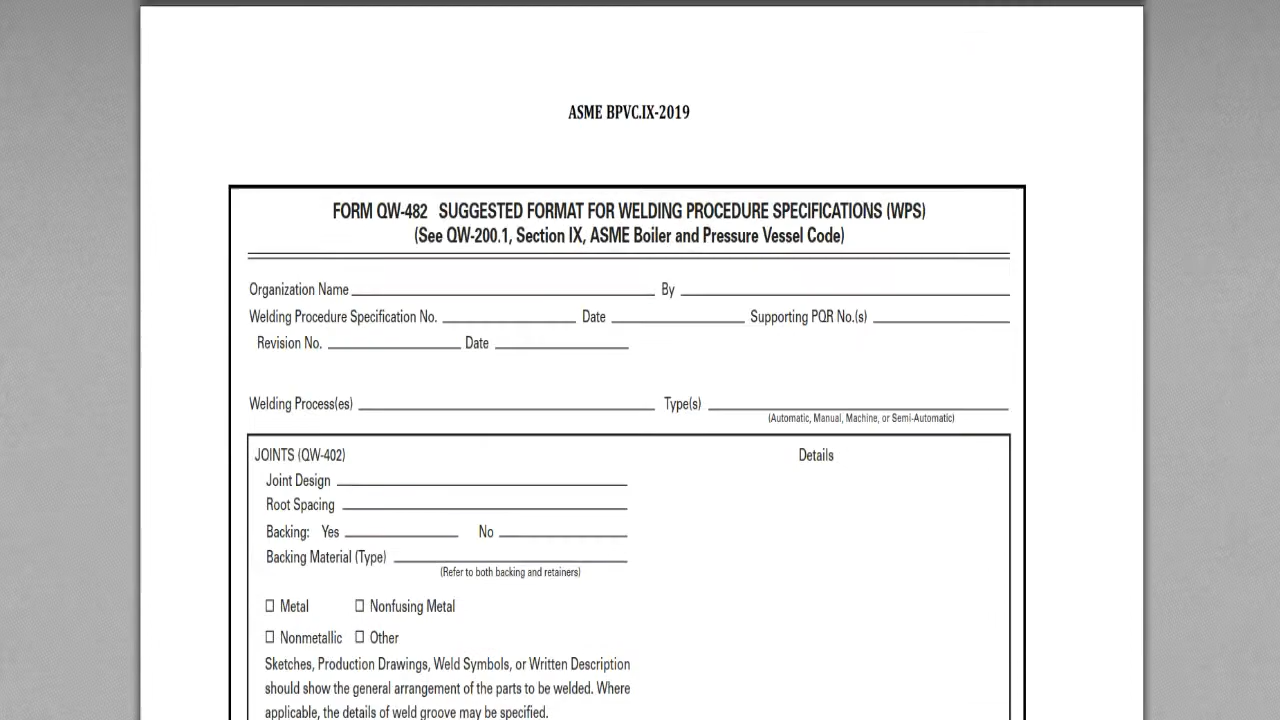 ASME BPVC.IX-2019
FORM QW-482 SUGGESTED FORMAT FOR WELDING PROCEDURE SPECIFICATIONS (WPS)
(See QW-200.1, Section IX, ASME Boiler and Pressure Vessel Code)
Organization Name By
Welding Procedure Specification No. Date Supporting PQR No.(s)
Revision No. Date
Welding Process(es) Type(s)
(Automatic, Manual, Machine, or Semi-Automatic)
JOINTS (QW-402) Details
Joint Design
Root Spacing
Backing: Yes No
Backing Material (Type)
(Refer to both backing and retainers)
☐ Metal ☐ Nonfusing Metal
☐ Nonmetallic ☐ Other
Sketches, Production Drawings, Weld Symbols, or Written Description
should show the general arrangement of the parts to be welded. Where
applicable, the details of weld groove may be specified.